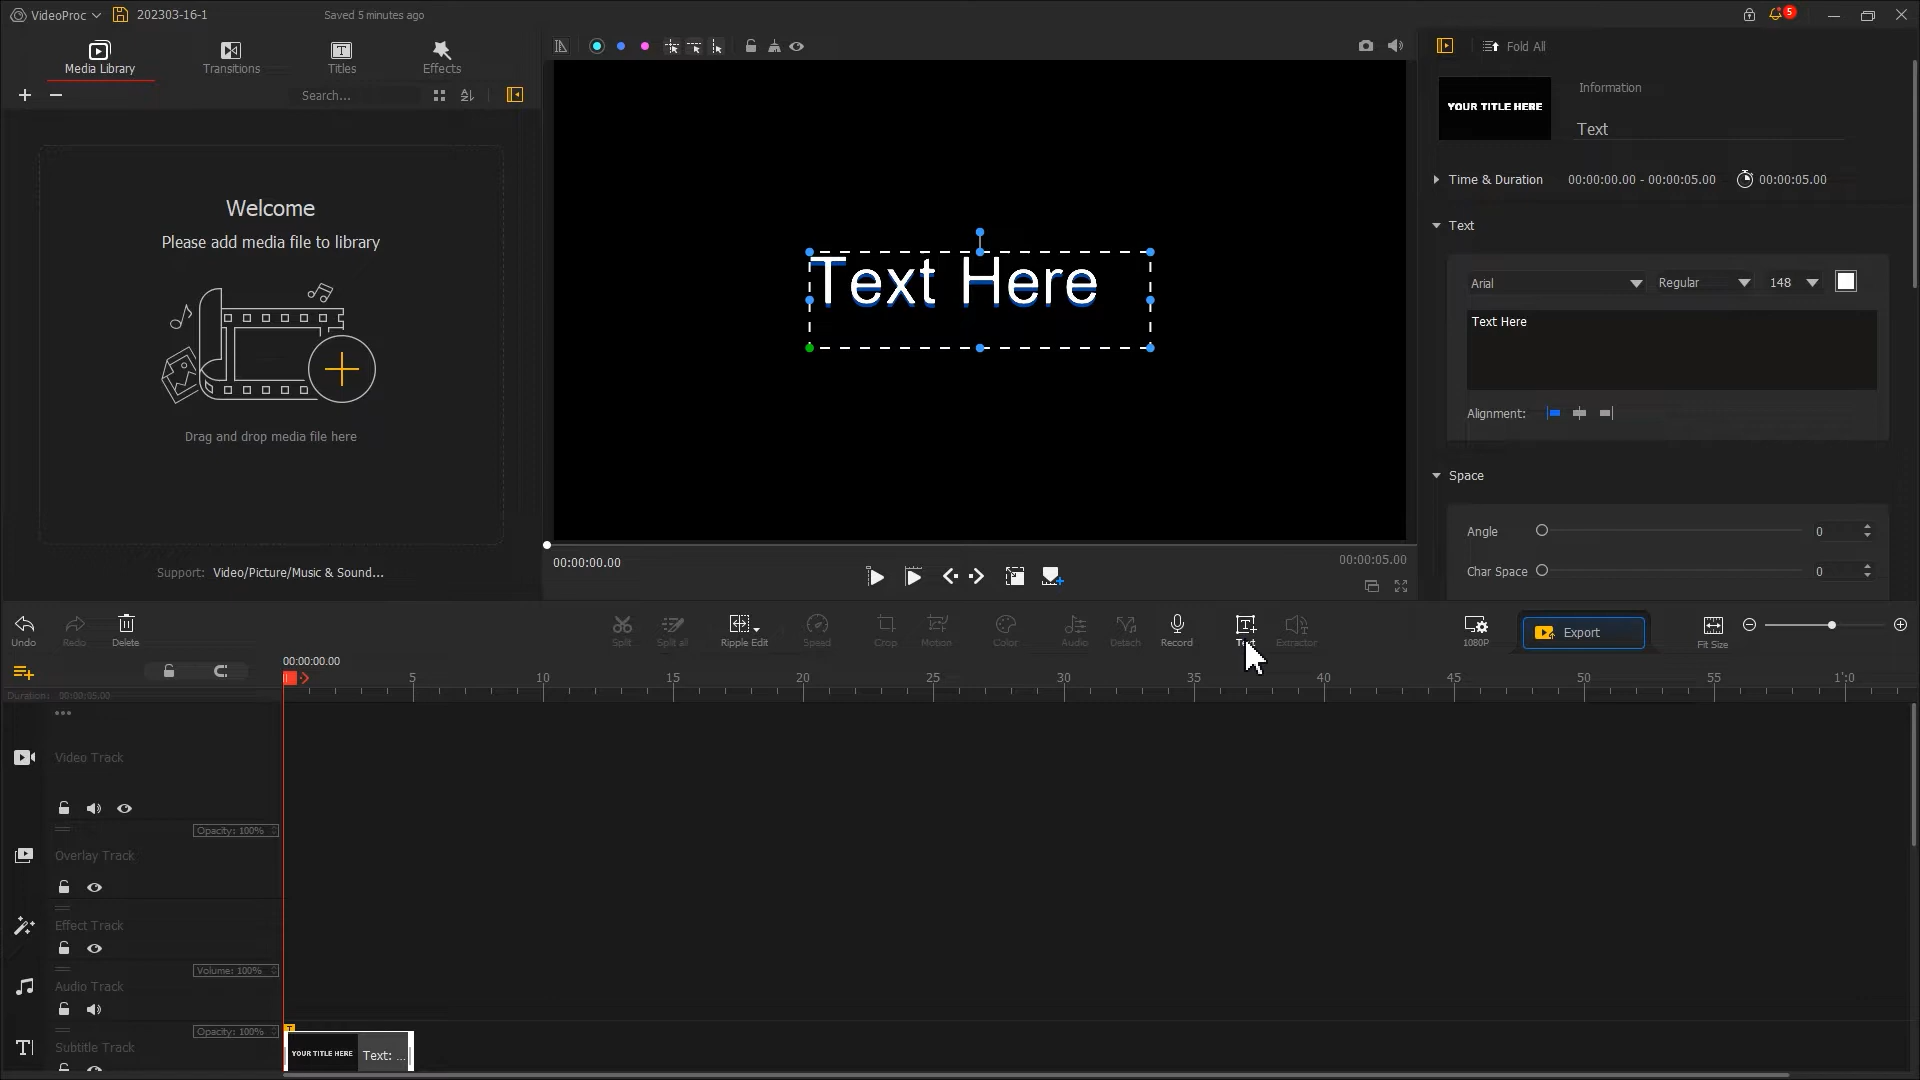 VideoProc 202303-16-1 Saved 5 minutes ago 5
Media Library Transitions Titles Effects
Search...
Fold All
YOUR TITLE HERE
Information
Text
Time & Duration 00:00:00.00 - 00:00:05.00 00:00:05.00
Text
Arial Regular 148
Text Here
Alignment:
Space
Angle 0
Char Space 0
Welcome
Please add media file to library
Drag and drop media file here
Support: Video/Picture/Music & Sound...
Text Here
00:00:00.00 00:00:05.00
Undo Redo Delete Split Split all Ripple Edit Speed Crop Motion Color Audio Detach Record Text Extractor 1080P Export Fit Size
00:00:00.00
5 10 15 20 25 30 35 40 45 50 55 1':0
Duration: 00:00:05.00
Video Track
Opacity: 100%
Overlay Track
Effect Track
Volume: 100%
Audio Track
Opacity: 100%
Subtitle Track
YOUR TITLE HERE Text: ...